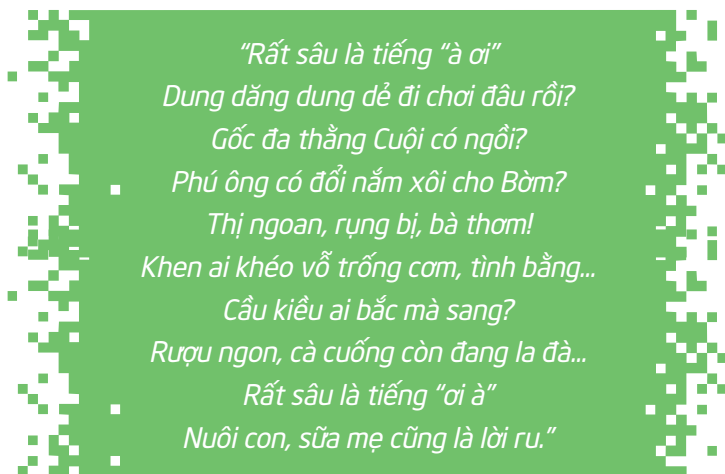 “Rất sâu là tiếng “à ơi”
Dung dăng dung dẻ đi chơi đâu rồi?
Gốc đa thằng Cuội có ngồi?
Phú ông có đổi nắm xôi cho Bờm?
Thị ngoan, rụng bị, bà thơm!
Khen ai khéo vỗ trống cơm, tình bằng...
Cầu kiều ai bắc mà sang?
Rượu ngon, cà cuống còn đang la đà...
Rất sâu là tiếng “ơi à”
Nuôi con, sữa mẹ cũng là lời ru.”